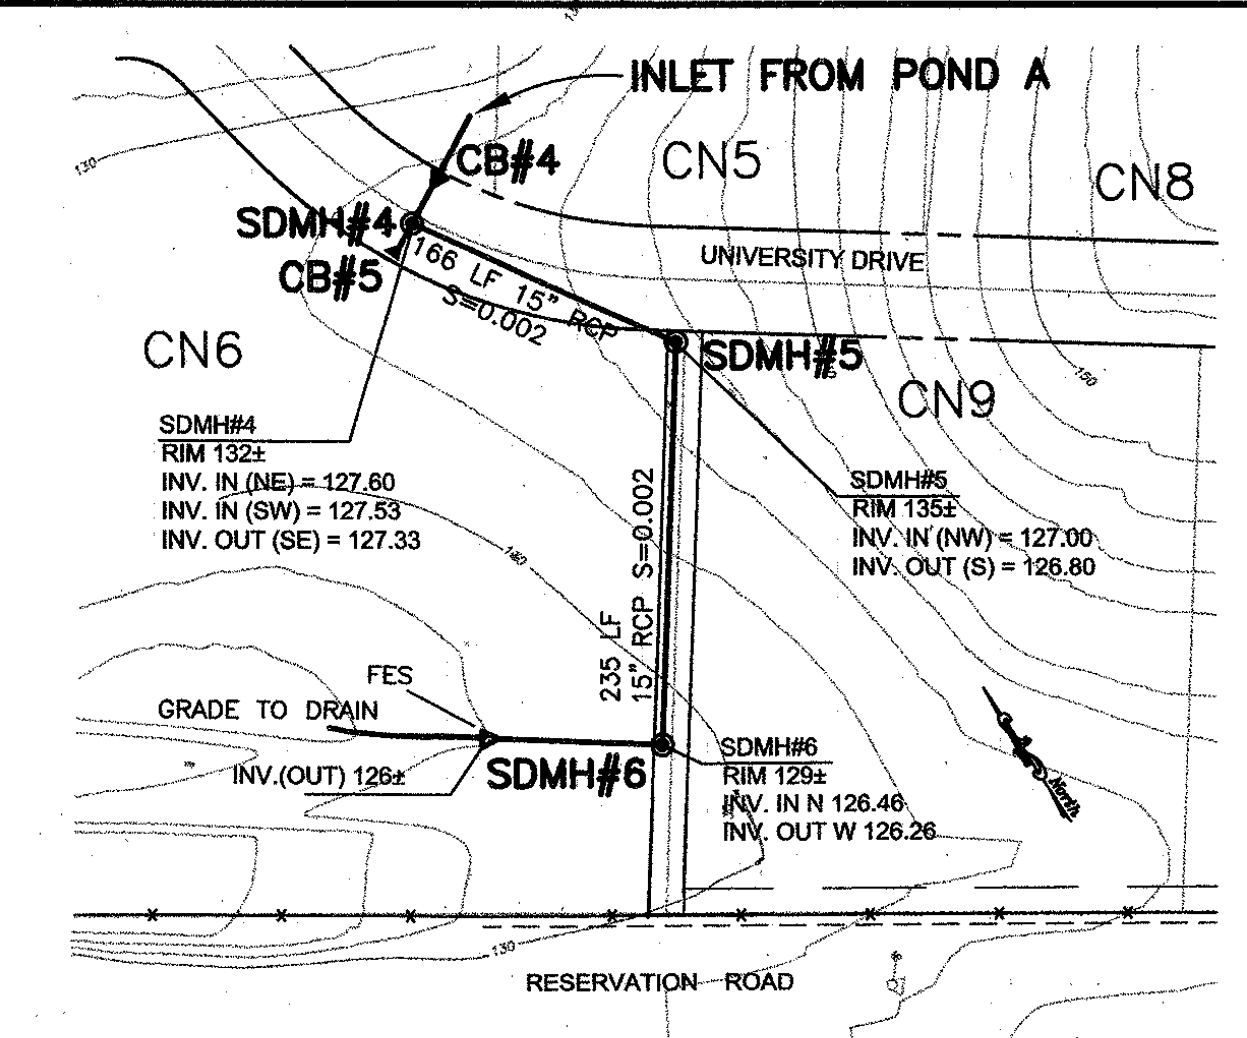 INLET FROM POND A
130
CB#4
CN5
CN8
SDMH#4
UNIVERSITY DRIVE
CB#5
166 LF 15" RCP
S=0.002
CN6
SDMH#5
CN9
SDMH#4
RIM 132±
INV. IN (NE) = 127.60
INV. IN (SW) = 127.53
INV. OUT (SE) = 127.33
SDMH#5
RIM 135±
INV. IN (NW) = 127.00
INV. OUT (S) = 126.80
235 LF
15" RCP S=0.002
FES
GRADE TO DRAIN
INV.(OUT) 126±
SDMH#6
SDMH#6
RIM 129±
INV. IN N 126.46
INV. OUT W 126.26
North
130
RESERVATION ROAD